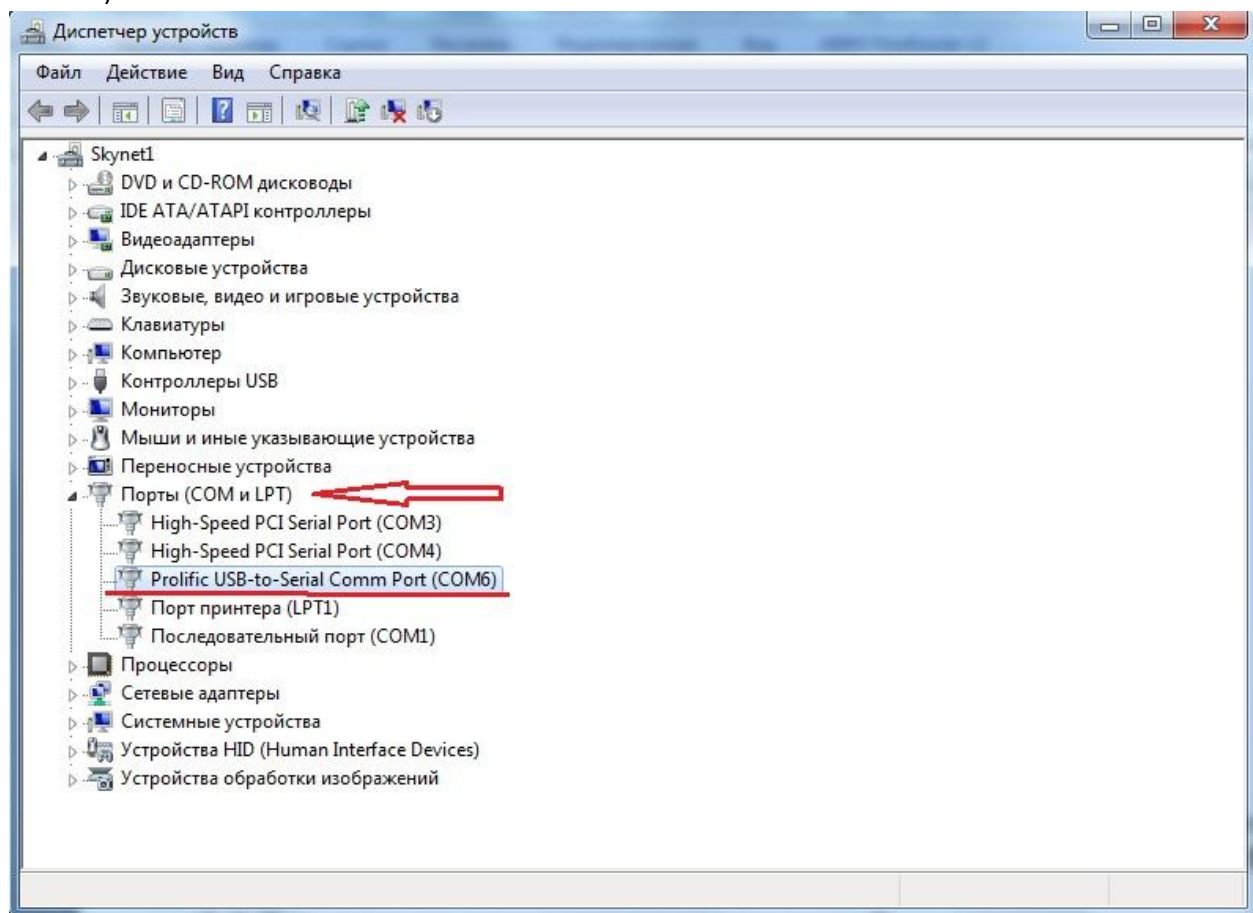 Диспетчер устройств
Файл Действие Вид Справка
Skynet1
DVD и CD-ROM дисководы
IDE ATA/ATAPI контроллеры
Видеоадаптеры
Дисковые устройства
Звуковые, видео и игровые устройства
Клавиатуры
Компьютер
Контроллеры USB
Мониторы
Мыши и иные указывающие устройства
Переносные устройства
Порты (COM и LPT)
High-Speed PCI Serial Port (COM3)
High-Speed PCI Serial Port (COM4)
Prolific USB-to-Serial Comm Port (COM6)
Порт принтера (LPT1)
Последовательный порт (COM1)
Процессоры
Сетевые адаптеры
Системные устройства
Устройства HID (Human Interface Devices)
Устройства обработки изображений